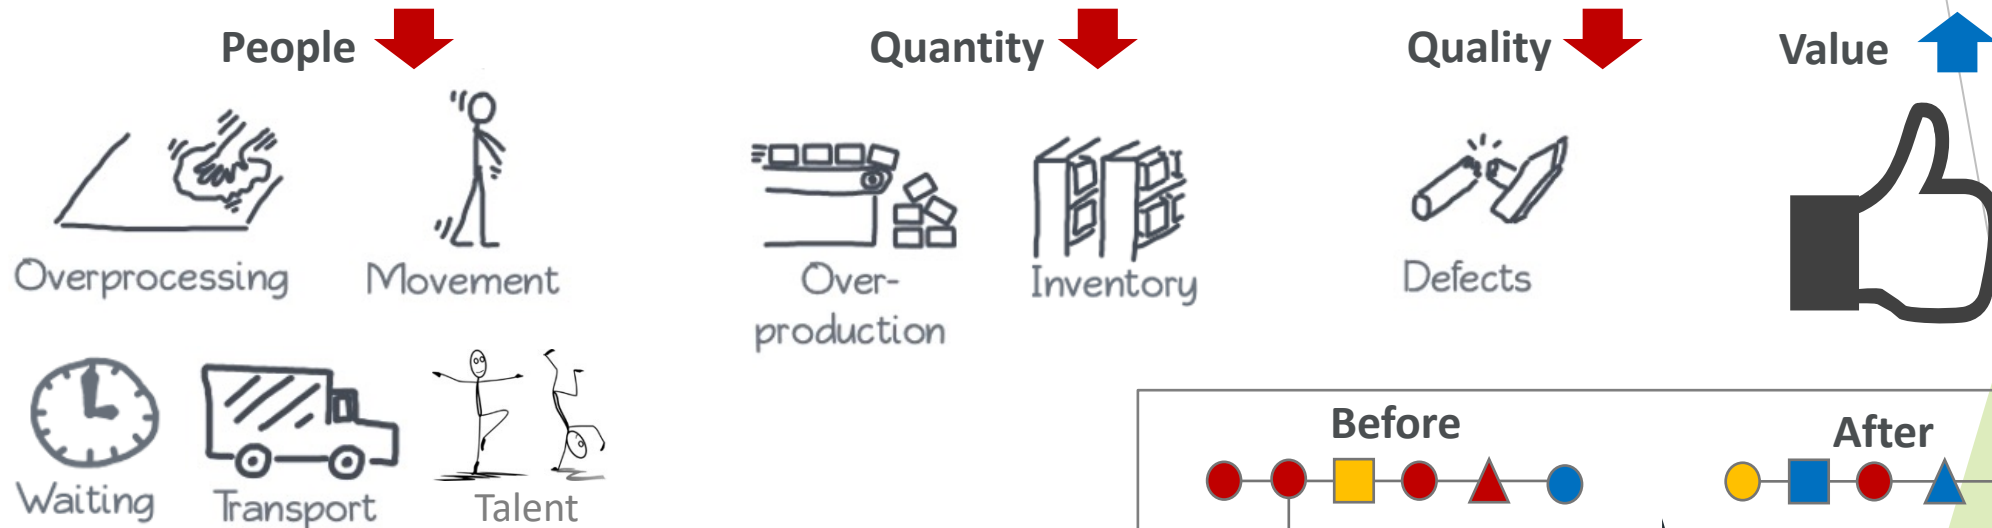 People
Quantity
Quality
Value
Overprocessing
Movement
Over-
production
Inventory
Defects
Waiting
Transport
Talent
Before
After